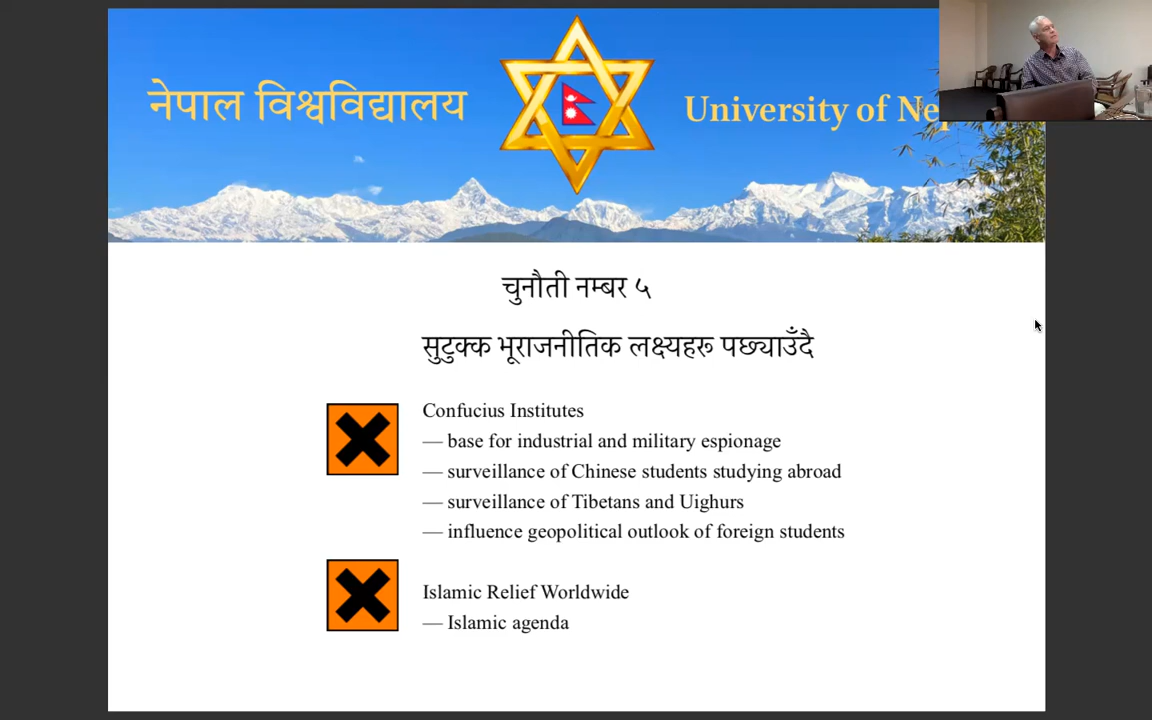 नेपाल विश्वविद्यालय
University of Nep
चुनौती नम्बर ५
सुटुक्क भूराजनीतिक लक्ष्यहरू पछ्याउँदै
Confucius Institutes
— base for industrial and military espionage
— surveillance of Chinese students studying abroad
— surveillance of Tibetans and Uighurs
— influence geopolitical outlook of foreign students
Islamic Relief Worldwide
— Islamic agenda